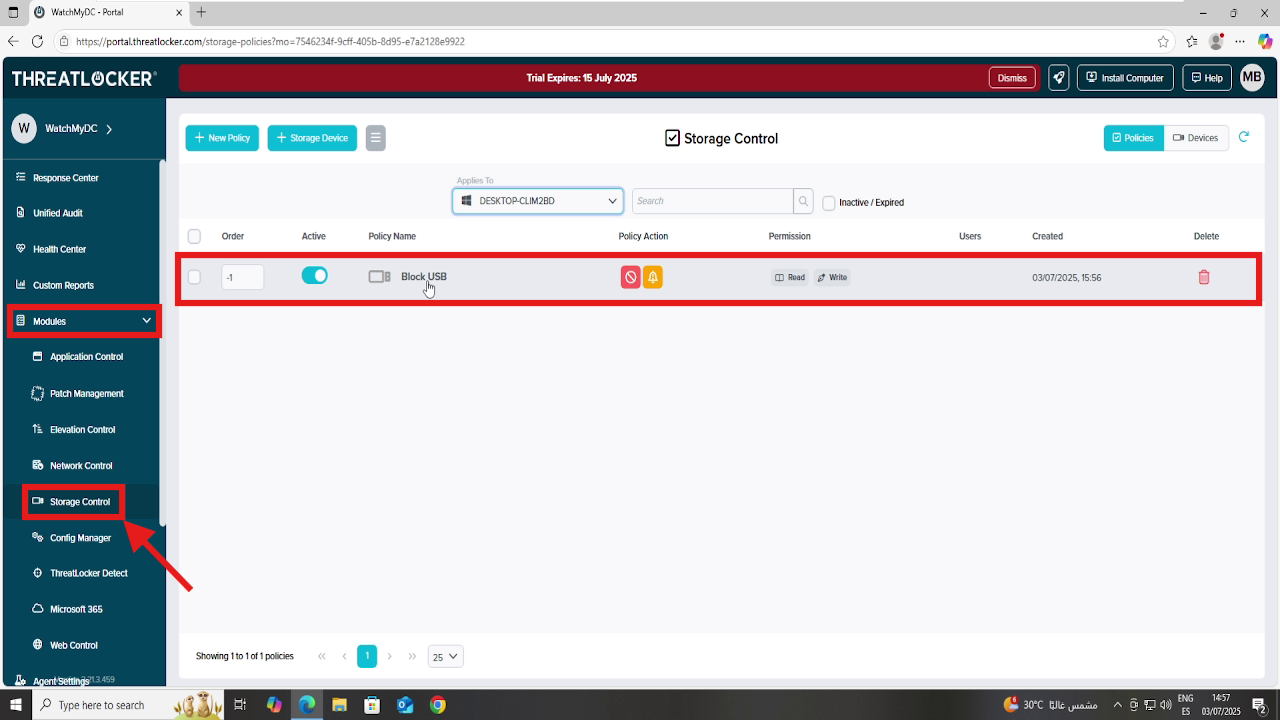 WatchMyDC - Portal
https://portal.threatlocker.com/storage-policies?mo=7546234f-9cff-405b-8d95-e7a2128e9922
THREATLOCKER®
Trial Expires: 15 July 2025
Dismiss
Install Computer
Help
MB
W
WatchMyDC
New Policy
Storage Device
Storage Control
Policies
Devices
Response Center
Unified Audit
Health Center
Custom Reports
Modules
Application Control
Patch Management
Elevation Control
Network Control
Storage Control
Config Manager
ThreatLocker Detect
Microsoft 365
Web Control
Agent Settings
Applies To
DESKTOP-CLIM2BD
Search
Inactive / Expired
Order
Active
Policy Name
Policy Action
Permission
Users
Created
Delete
-1
Block USB
Read
Write
03/07/2025, 15:56
Showing 1 to 1 of 1 policies
1
25
Type here to search
30°C
مشمس غالبًا
ENG
ES
14:57
03/07/2025